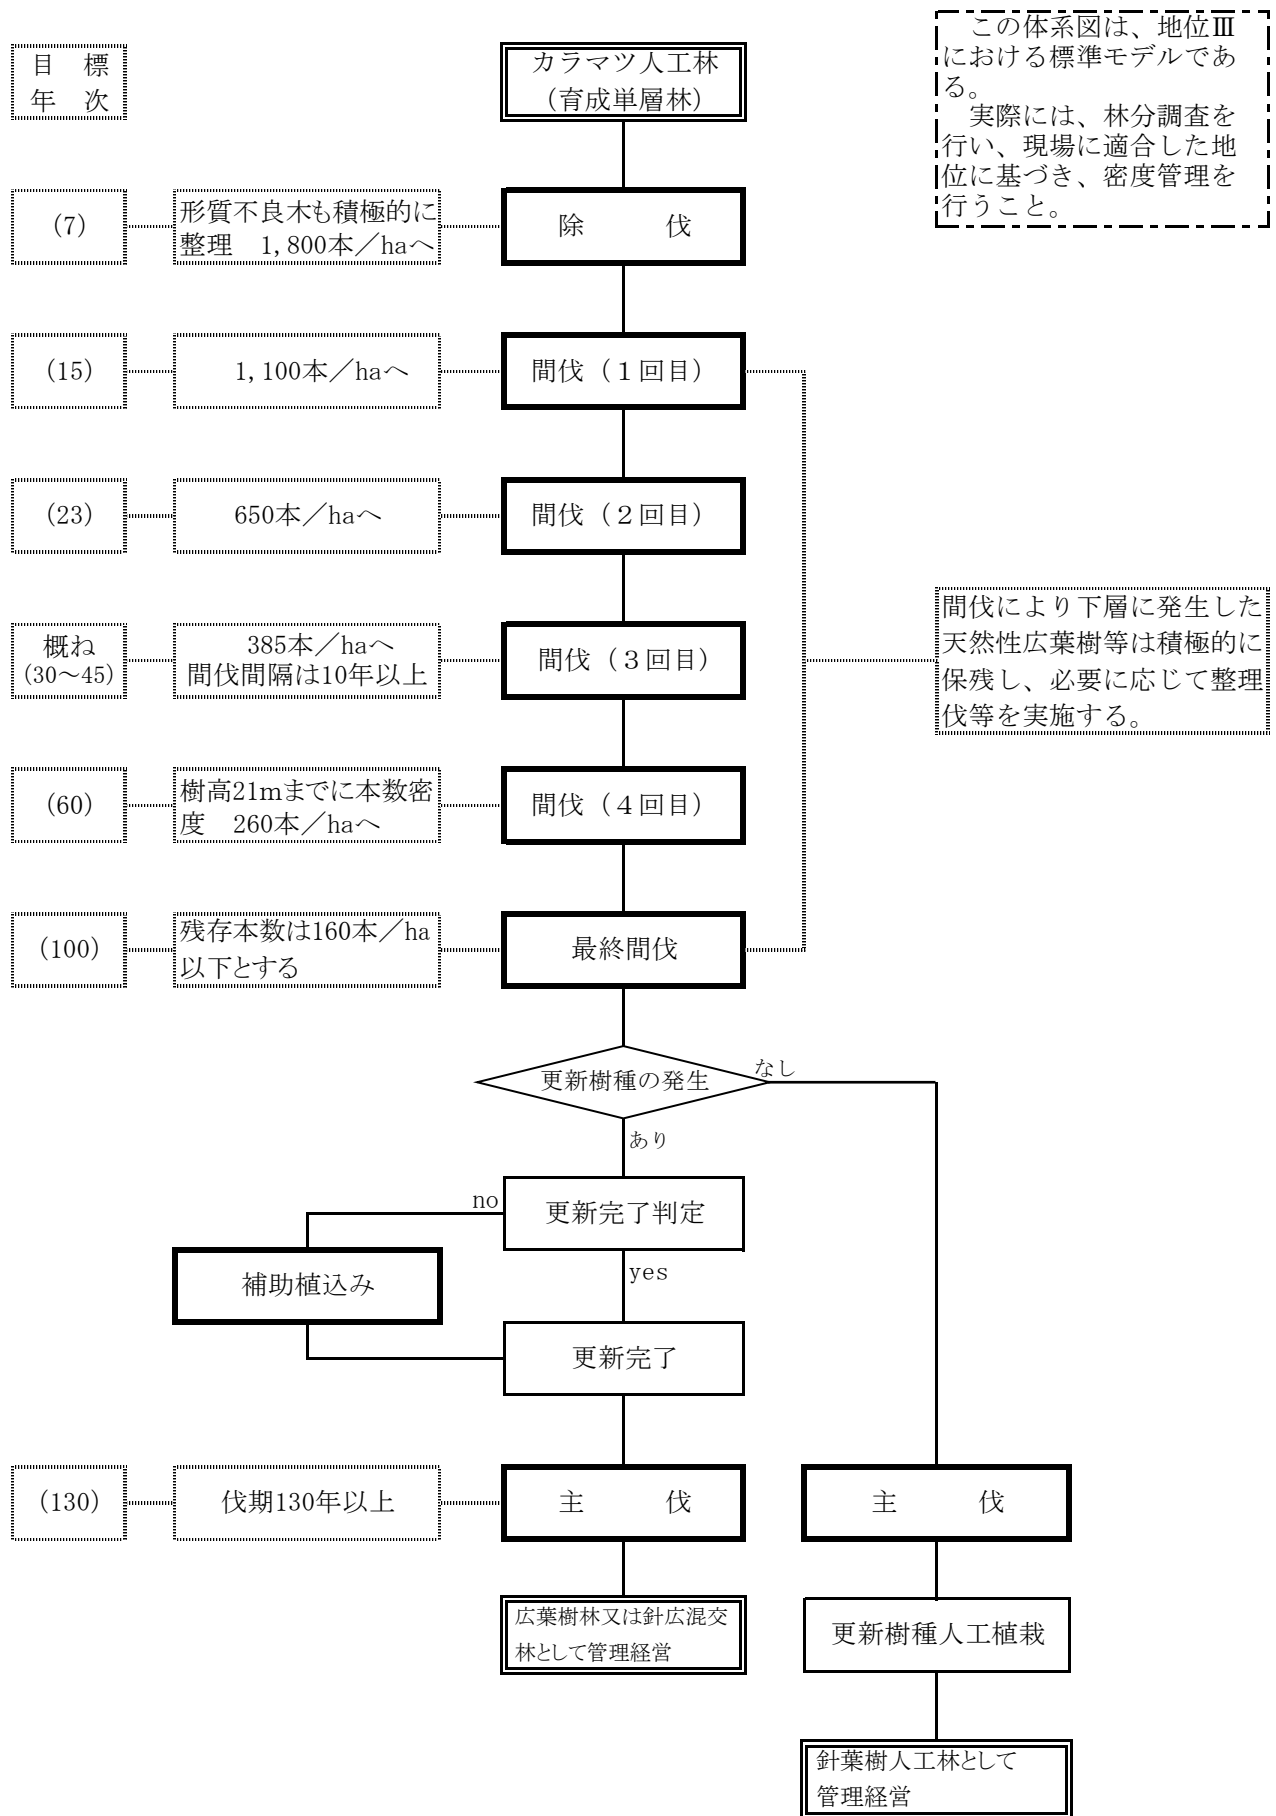 目　標
年　次
カラマツ人工林
（育成単層林）
　この体系図は、地位Ⅲ
における標準モデルであ
る。
　実際には、林分調査を
行い、現場に適合した地
位に基づき、密度管理を
行うこと。
(7)
形質不良木も積極的に
整理　1,800本／haへ
除　　　伐
(15)
1,100本／haへ
間伐（１回目）
(23)
650本／haへ
間伐（２回目）
概ね
(30～45)
385本／haへ
間伐間隔は10年以上
間伐（３回目）
間伐により下層に発生した
天然性広葉樹等は積極的に
保残し、必要に応じて整理
伐等を実施する。
(60)
樹高21mまでに本数密
度　260本／haへ
間伐（４回目）
(100)
残存本数は160本／ha
以下とする
最終間伐
更新樹種の発生
なし
あり
更新完了判定
no
yes
補助植込み
更新完了
(130)
伐期130年以上
主　　　伐
主　　　伐
広葉樹林又は針広混交
林として管理経営
更新樹種人工植栽
針葉樹人工林として
管理経営